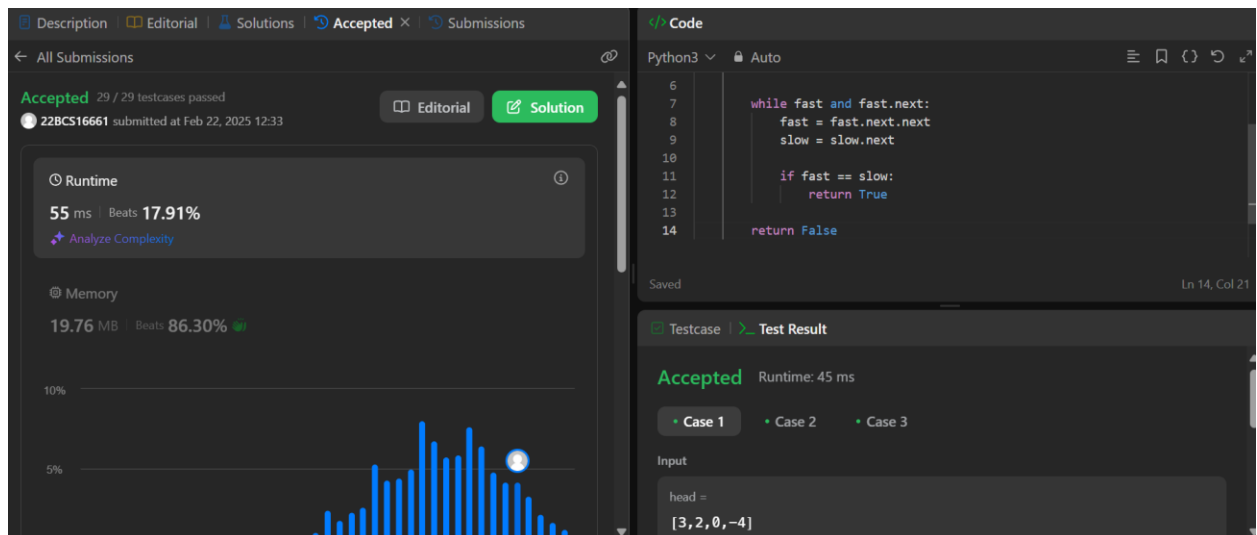 Description | Editorial | Solutions | Accepted × | Submissions
← All Submissions
Accepted 29 / 29 testcases passed
22BCS16661 submitted at Feb 22, 2025 12:33
Editorial
Solution
Runtime
55 ms | Beats 17.91%
Analyze Complexity
Memory
19.76 MB | Beats 86.30%
10%
5%
</> Code
Python3 Auto
6
7 while fast and fast.next:
8 fast = fast.next.next
9 slow = slow.next
10
11 if fast == slow:
12 return True
13
14 return False
Saved
Ln 14, Col 21
Testcase | >_ Test Result
Accepted Runtime: 45 ms
• Case 1 • Case 2 • Case 3
Input
head =
[3,2,0,-4]